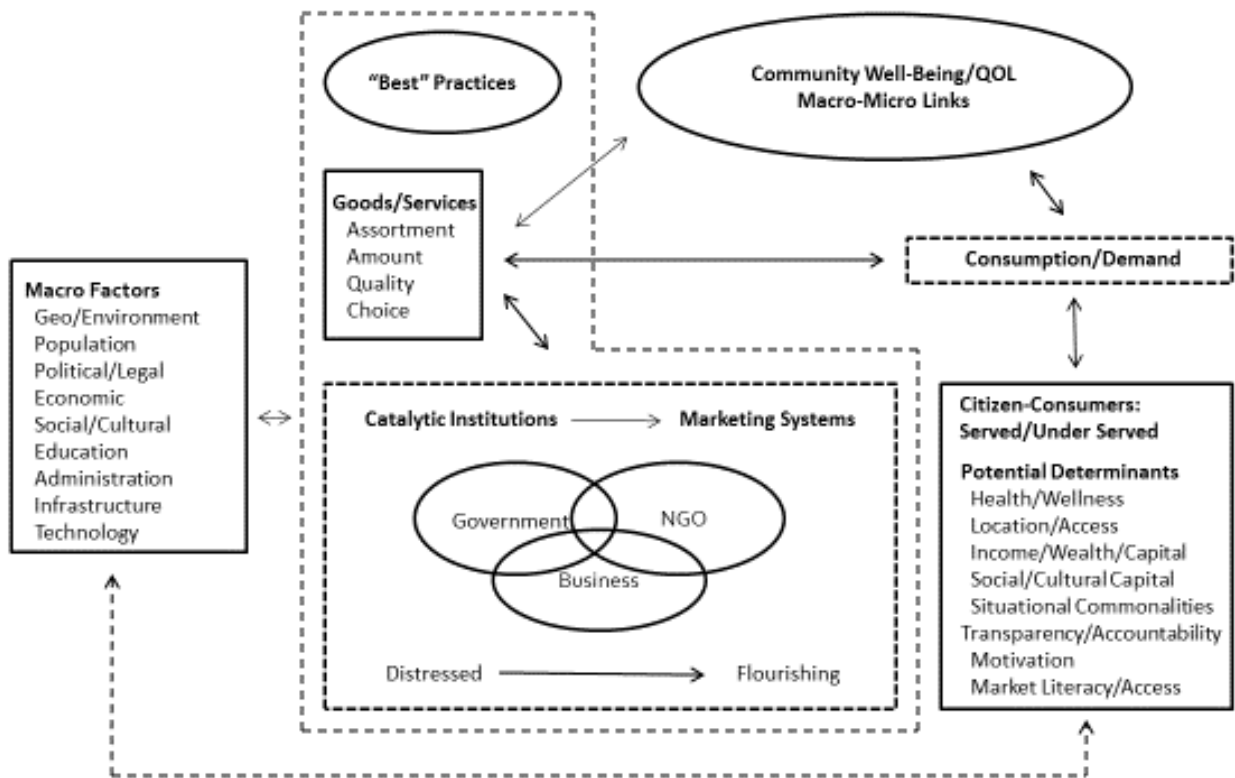 “Best” Practices
Community Well-Being/QOL
Macro-Micro Links
Goods/Services
Assortment
Amount
Quality
Choice
Consumption/Demand
Macro Factors
Geo/Environment
Population
Political/Legal
Economic
Social/Cultural
Education
Administration
Infrastructure
Technology
Catalytic Institutions
Marketing Systems
Government
NGO
Business
Distressed
Flourishing
Citizen-Consumers:
Served/Under Served
Potential Determinants
Health/Wellness
Location/Access
Income/Wealth/Capital
Social/Cultural Capital
Situational Commonalities
Transparency/Accountability
Motivation
Market Literacy/Access